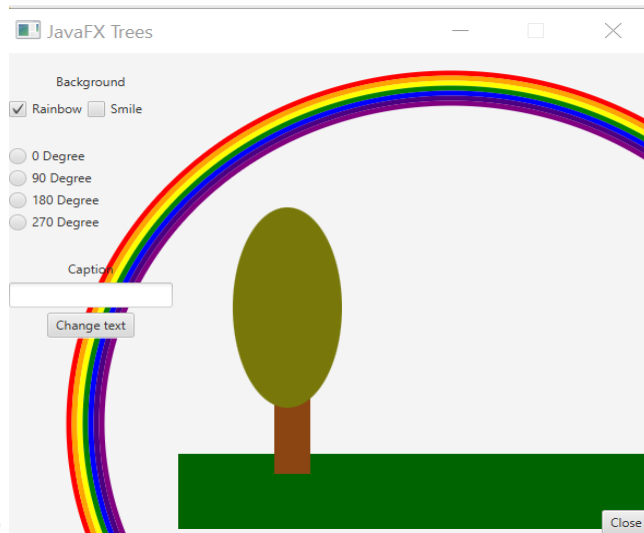 JavaFX Trees
Background
Rainbow Smile
0 Degree
90 Degree
180 Degree
270 Degree
Caption
Change text
Close